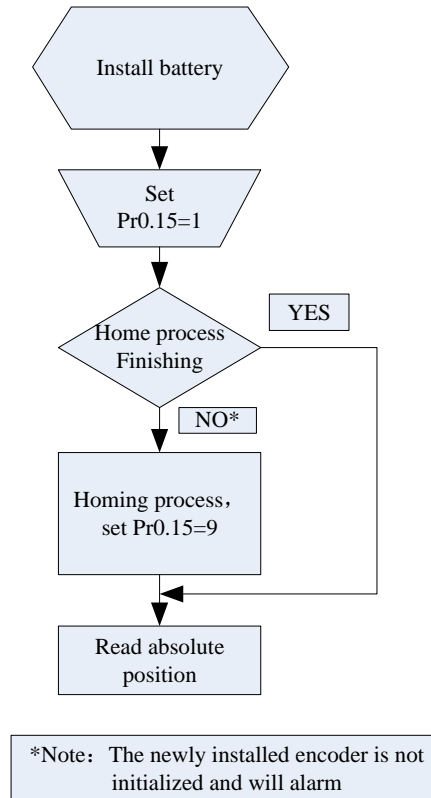 Install battery
Set
Pr0.15=1
Home process
Finishing
YES
NO*
Homing process，
set Pr0.15=9
Read absolute
position
*Note：The newly installed encoder is not
initialized and will alarm